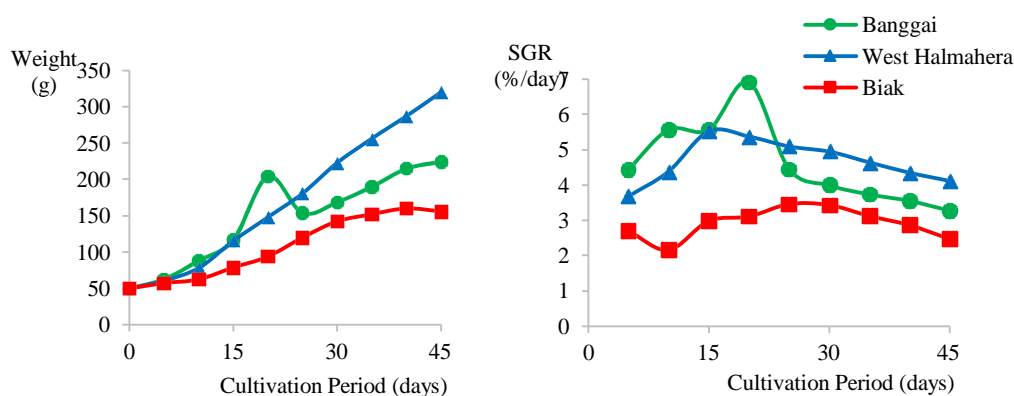 Weight
(g)
350
300
250
200
150
100
50
0
0
15
30
45
Cultivation Period (days)
SGR
(%/day)
7
6
5
4
3
2
1
0
0
15
30
45
Cultivation Period (days)
Banggai
West Halmahera
Biak